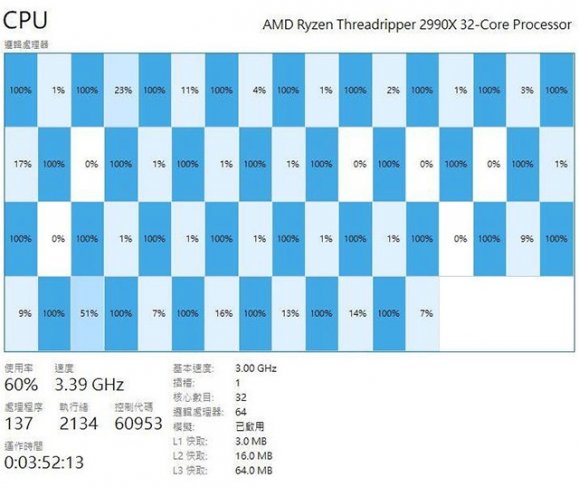 CPU
AMD Ryzen Threadripper 2990X 32-Core Processor
邏輯處理器
100% 1% 100% 23% 100% 11% 100% 4% 100% 1% 100% 2% 100% 1% 100% 3% 100%
17% 100% 0% 100% 1% 100% 1% 100% 1% 100% 0% 100% 0% 100% 0% 100% 1%
100% 0% 100% 1% 100% 1% 100% 1% 100% 1% 100% 1% 100% 0% 100% 9% 100%
9% 100% 51% 100% 7% 100% 16% 100% 13% 100% 14% 100% 7%
使用率 速度
60% 3.39 GHz
處理程序 執行緒 控制代碼
137 2134 60953
運作時間
0:03:52:13
基本速度: 3.00 GHz
插槽: 1
核心數目: 32
邏輯處理器: 64
模擬: 已啟用
L1 快取: 3.0 MB
L2 快取: 16.0 MB
L3 快取: 64.0 MB